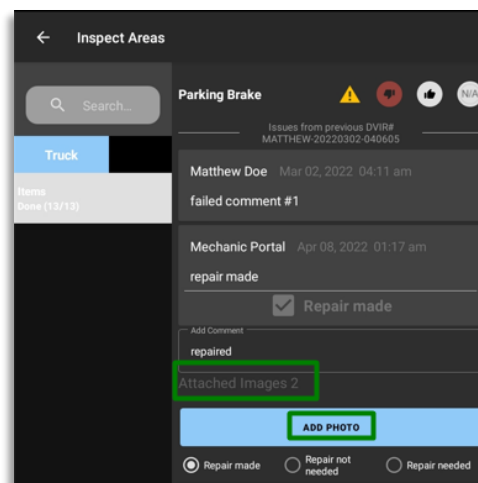 Inspect Areas
Search...
Truck
Items
Done (13/13)
Parking Brake
N/A
Issues from previous DVIR#
MATTHEW-20220302-040605
Matthew Doe Mar 02, 2022 04:11 am
failed comment #1
Mechanic Portal Apr 08, 2022 01:17 am
repair made
Repair made
Add Comment
repaired
Attached Images 2
ADD PHOTO
Repair made
Repair not
needed
Repair needed